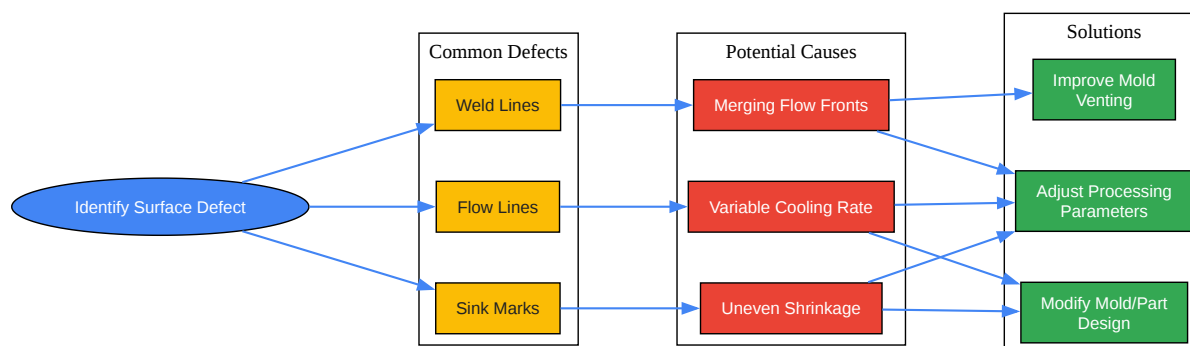 Identify Surface Defect
Common Defects
Weld Lines
Flow Lines
Sink Marks
Potential Causes
Merging Flow Fronts
Variable Cooling Rate
Uneven Shrinkage
Solutions
Improve Mold
Venting
Adjust Processing
Parameters
Modify Mold/Part
Design